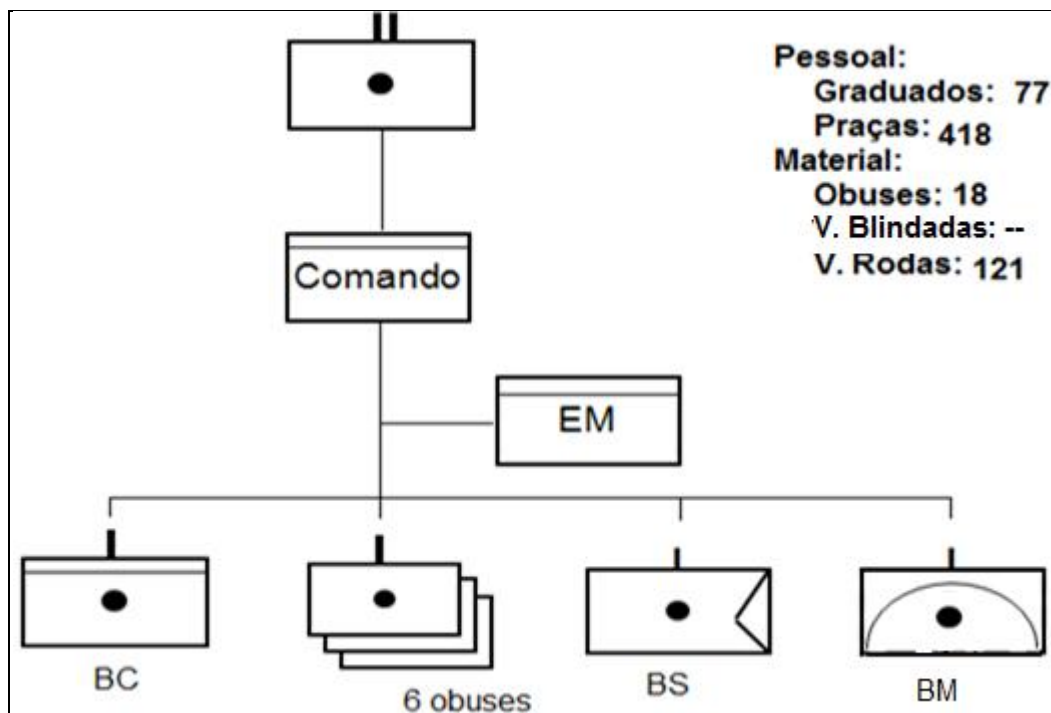 Pessoal:
Graduados: 77
Praças: 418
Material:
Obuses: 18
V. Blindadas: --
V. Rodas: 121
Comando
EM
BC
6 obuses
BS
BM